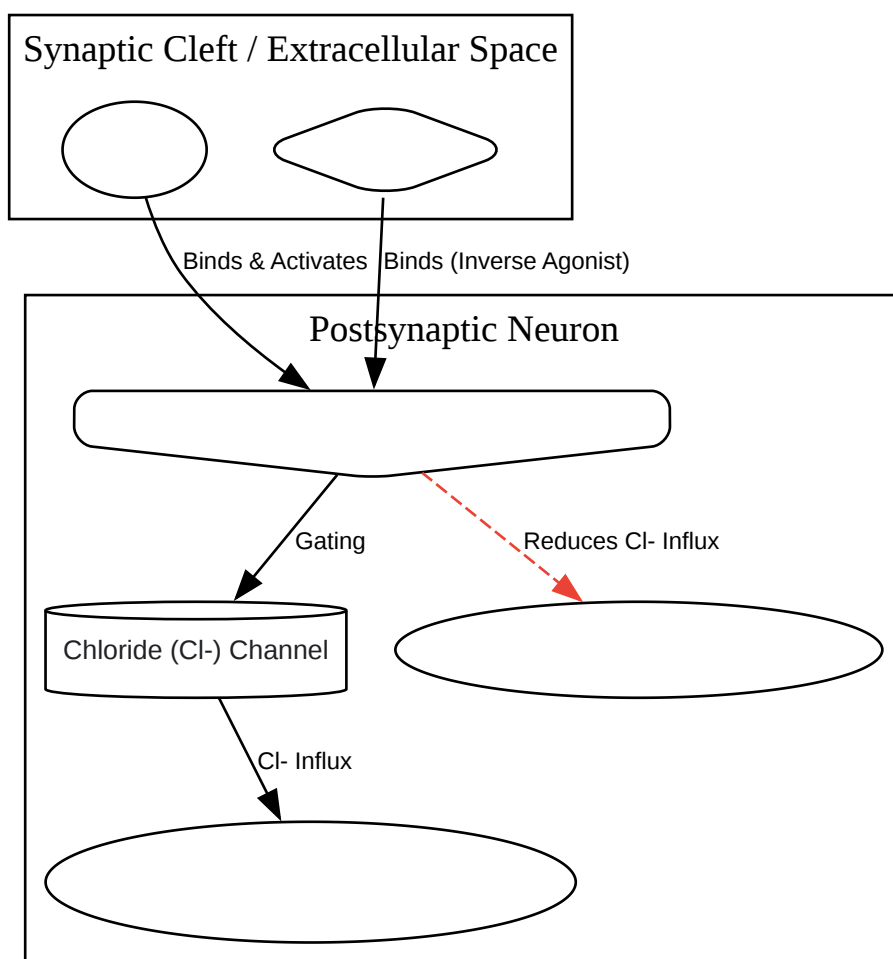 Synaptic Cleft / Extracellular Space
Binds & Activates
Binds (Inverse Agonist)
Postsynaptic Neuron
Gating
Reduces Cl- Influx
Chloride (Cl-) Channel
Cl- Influx